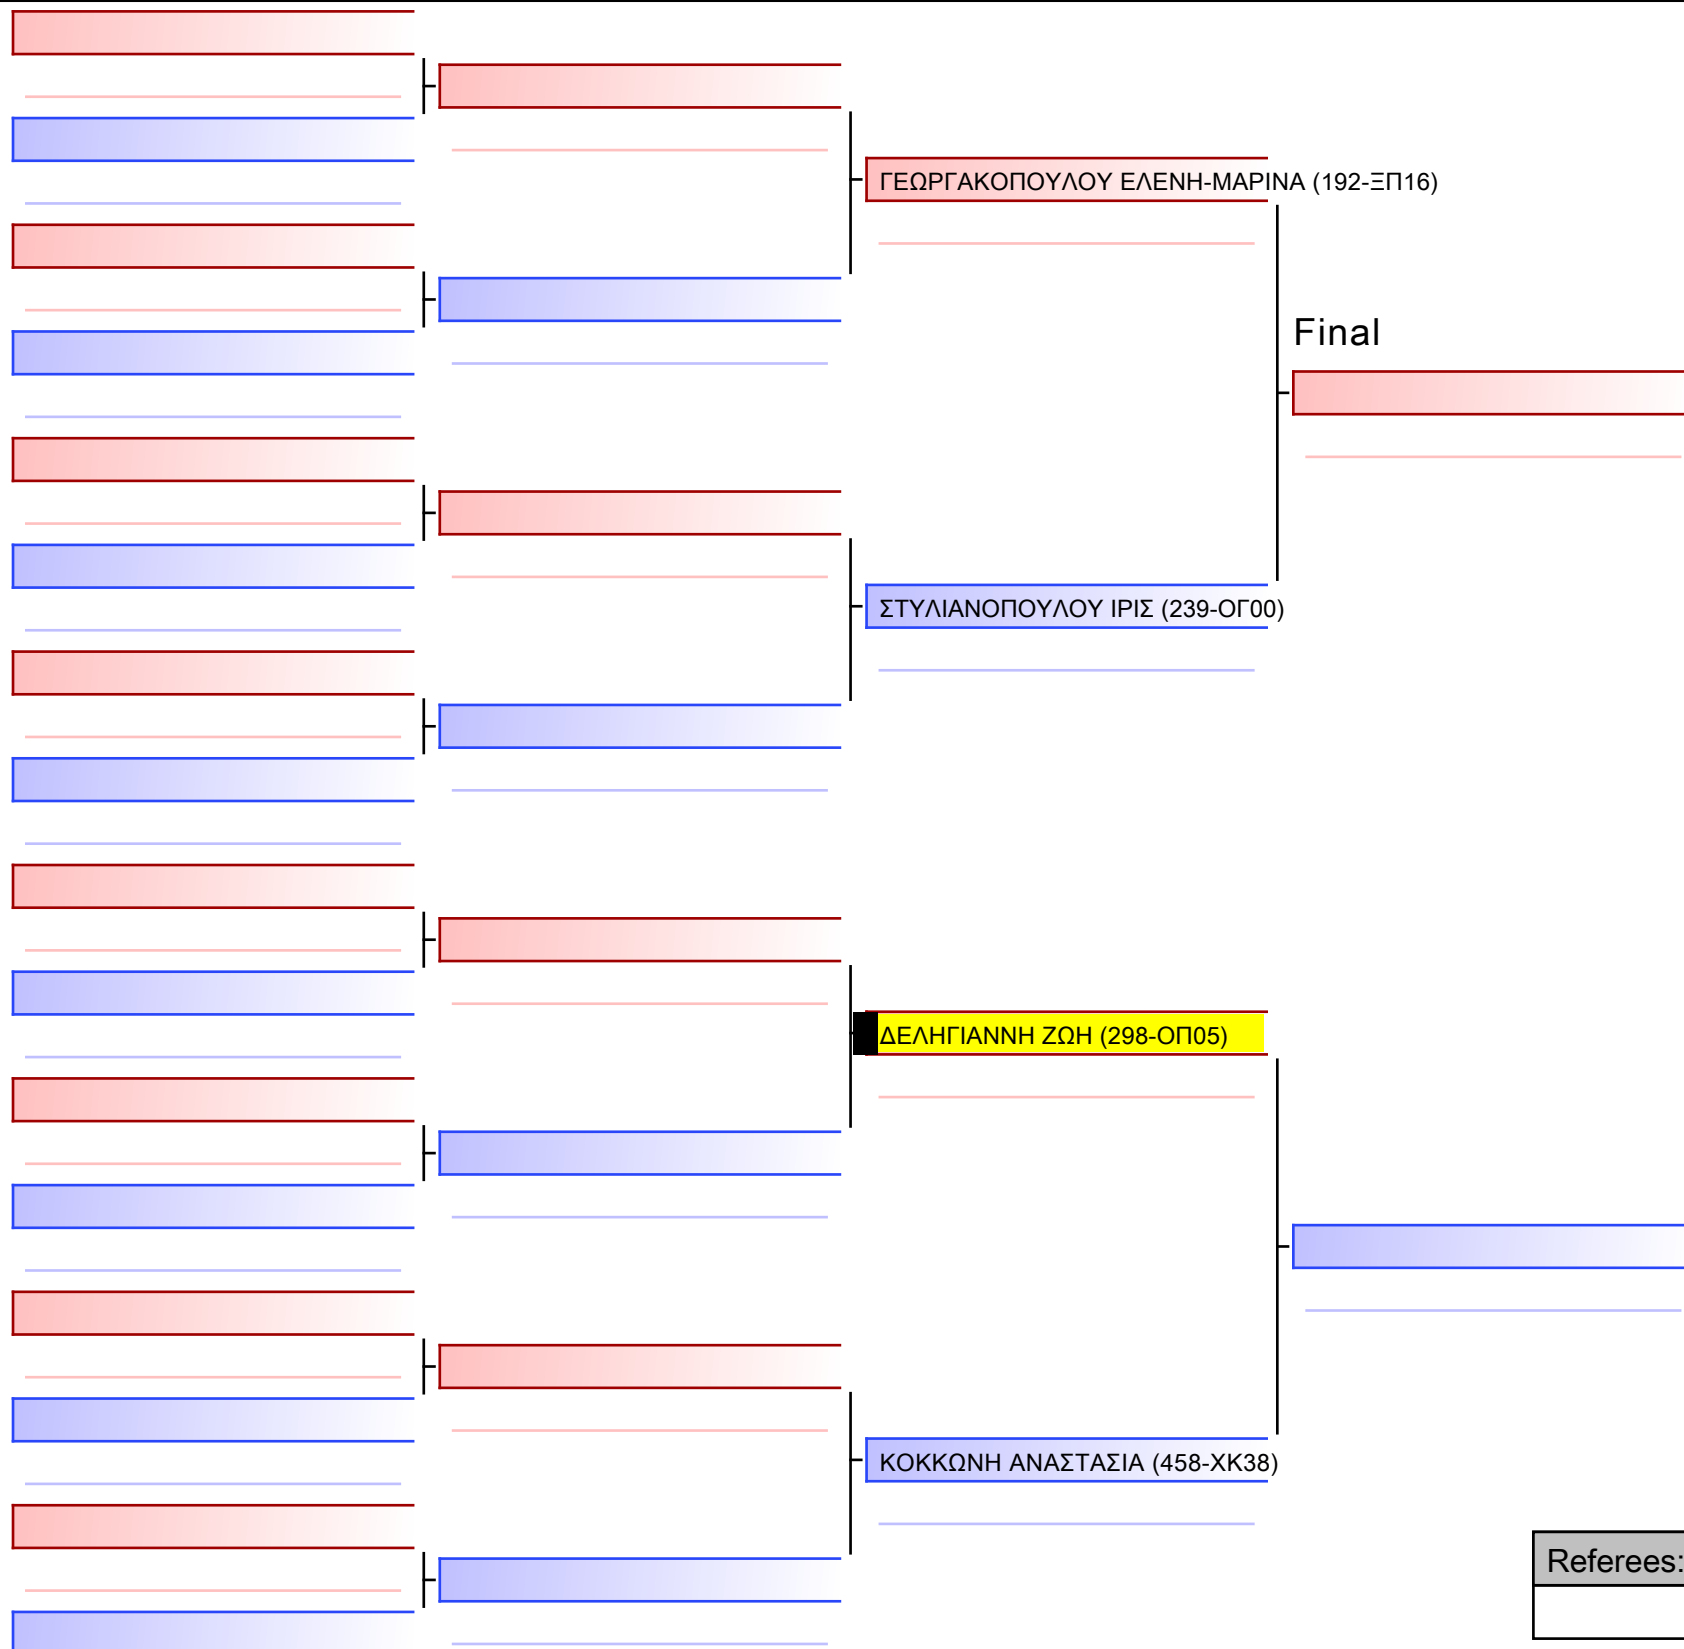 ΓΕΩΡΓΑΚΟΠΟΥΛΟΥ ΕΛΕΝΗ-ΜΑΡΙΝΑ (192-ΞΠ16)
Final
ΣΤΥΛΙΑΝΟΠΟΥΛΟΥ ΙΡΙΣ (239-ΟΓ00)
ΔΕΛΗΓΙΑΝΝΗ ΖΩΗ (298-ΟΠ05)
ΚΟΚΚΩΝΗ ΑΝΑΣΤΑΣΙΑ (458-ΧΚ38)
Referees: